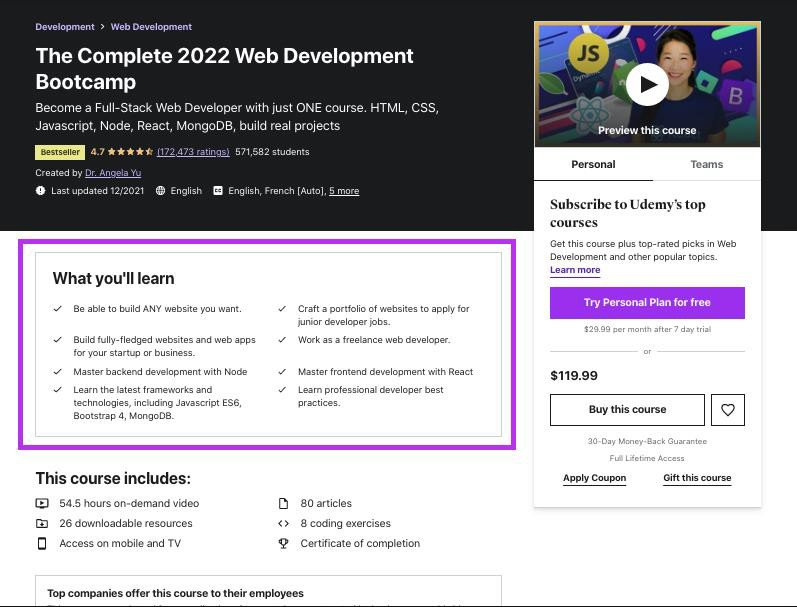 Development > Web Development
The Complete 2022 Web Development
Bootcamp
Become a Full-Stack Web Developer with just ONE course. HTML, CSS,
Javascript, Node, React, MongoDB, build real projects
Bestseller 4.7 (172,473 ratings) 571,582 students
Created by Dr. Angela Yu
Last updated 12/2021 English English, French [Auto], 5 more
What you'll learn
Be able to build ANY website you want.
Build fully-fledged websites and web apps
for your startup or business.
Master backend development with Node
Learn the latest frameworks and
technologies, including Javascript ES6,
Bootstrap 4, MongoDB.
Craft a portfolio of websites to apply for
junior developer jobs.
Work as a freelance web developer.
Master frontend development with React
Learn professional developer best
practices.
This course includes:
54.5 hours on-demand video
26 downloadable resources
Access on mobile and TV
80 articles
8 coding exercises
Certificate of completion
Top companies offer this course to their employees
JS
B
Preview this course
Personal
Teams
Subscribe to Udemy's top
courses
Get this course plus top-rated picks in Web
Development and other popular topics.
Learn more
Try Personal Plan for free
$29.99 per month after 7 day trial
or
$119.99
Buy this course
30-Day Money-Back Guarantee
Full Lifetime Access
Apply Coupon
Gift this course